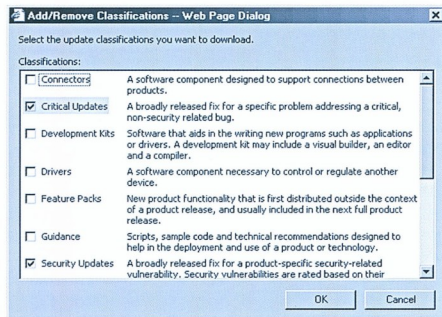 Add/Remove Classifications -- Web Page Dialog
Select the update classifications you want to download.
Classifications:
Connectors A software component designed to support connections between
products.
Critical Updates A broadly released fix for a specific problem addressing a critical,
non-security related bug.
Development Kits Software that aids in the writing new programs such as applications
or drivers. A development kit may include a visual builder, an editor
and a compiler.
Drivers A software component necessary to control or regulate another
device.
Feature Packs New product functionality that is first distributed outside the context
of a product release, and usually included in the next full product
release.
Guidance Scripts, sample code and technical recommendations designed to
help in the deployment and use of a product or technology.
Security Updates A broadly released fix for a product-specific security-related
vulnerability. Security vulnerabilities are rated based on their
OK Cancel